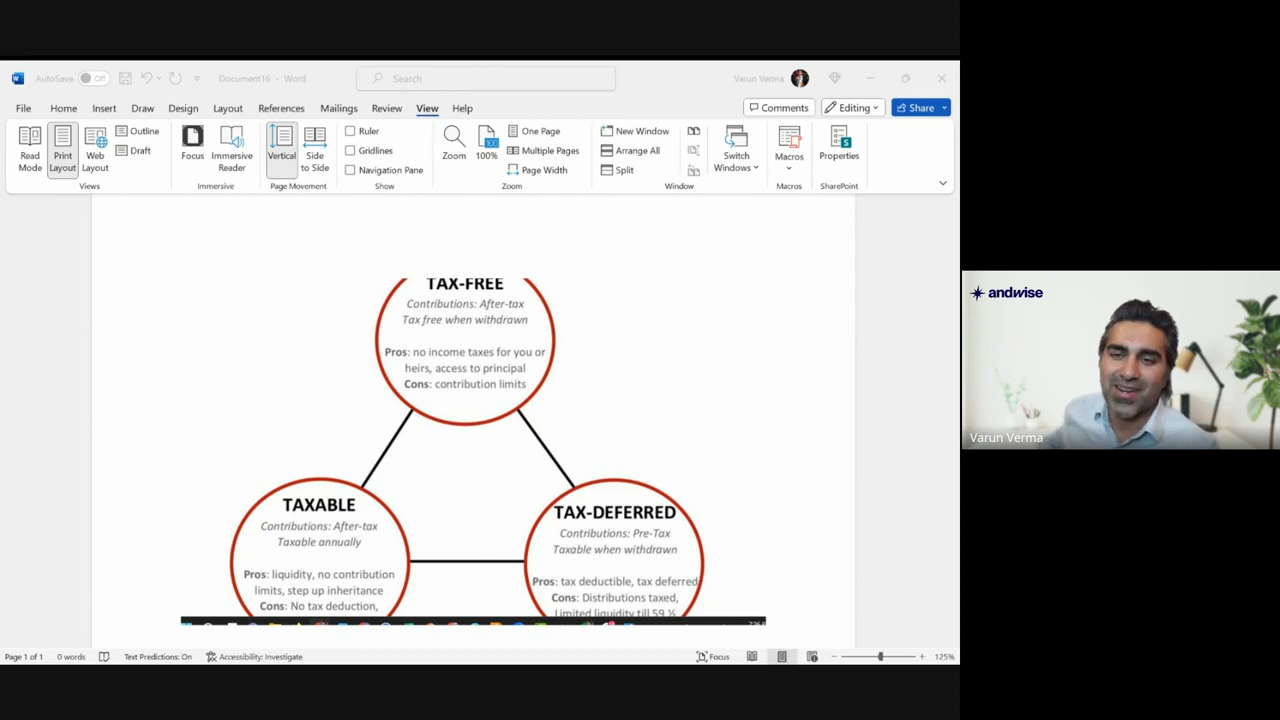 AutoSave Off
Document16 - Word
Search
Varun Verma
File Home Insert Draw Design Layout References Mailings Review View Help
Comments Editing Share
Read Mode
Print Layout
Web Layout
Outline
Draft
Views
Focus
Immersive Reader
Immersive
Vertical
Side to Side
Page Movement
Ruler
Gridlines
Navigation Pane
Show
Zoom
100
100%
One Page
Multiple Pages
Page Width
Zoom
New Window
Arrange All
Split
Switch Windows
Window
Macros
Macros
Properties
SharePoint
TAX-FREE
Contributions: After-tax
Tax free when withdrawn
Pros: no income taxes for you or
heirs, access to principal
Cons: contribution limits
TAXABLE
Contributions: After-tax
Taxable annually
Pros: liquidity, no contribution
limits, step up inheritance
Cons: No tax deduction,
TAX-DEFERRED
Contributions: Pre-Tax
Taxable when withdrawn
Pros: tax deductible, tax deferred
Cons: Distributions taxed,
Limited liquidity till 59 ½
Page 1 of 1 0 words Text Predictions: On Accessibility: Investigate Focus 125%
andwise
Varun Verma